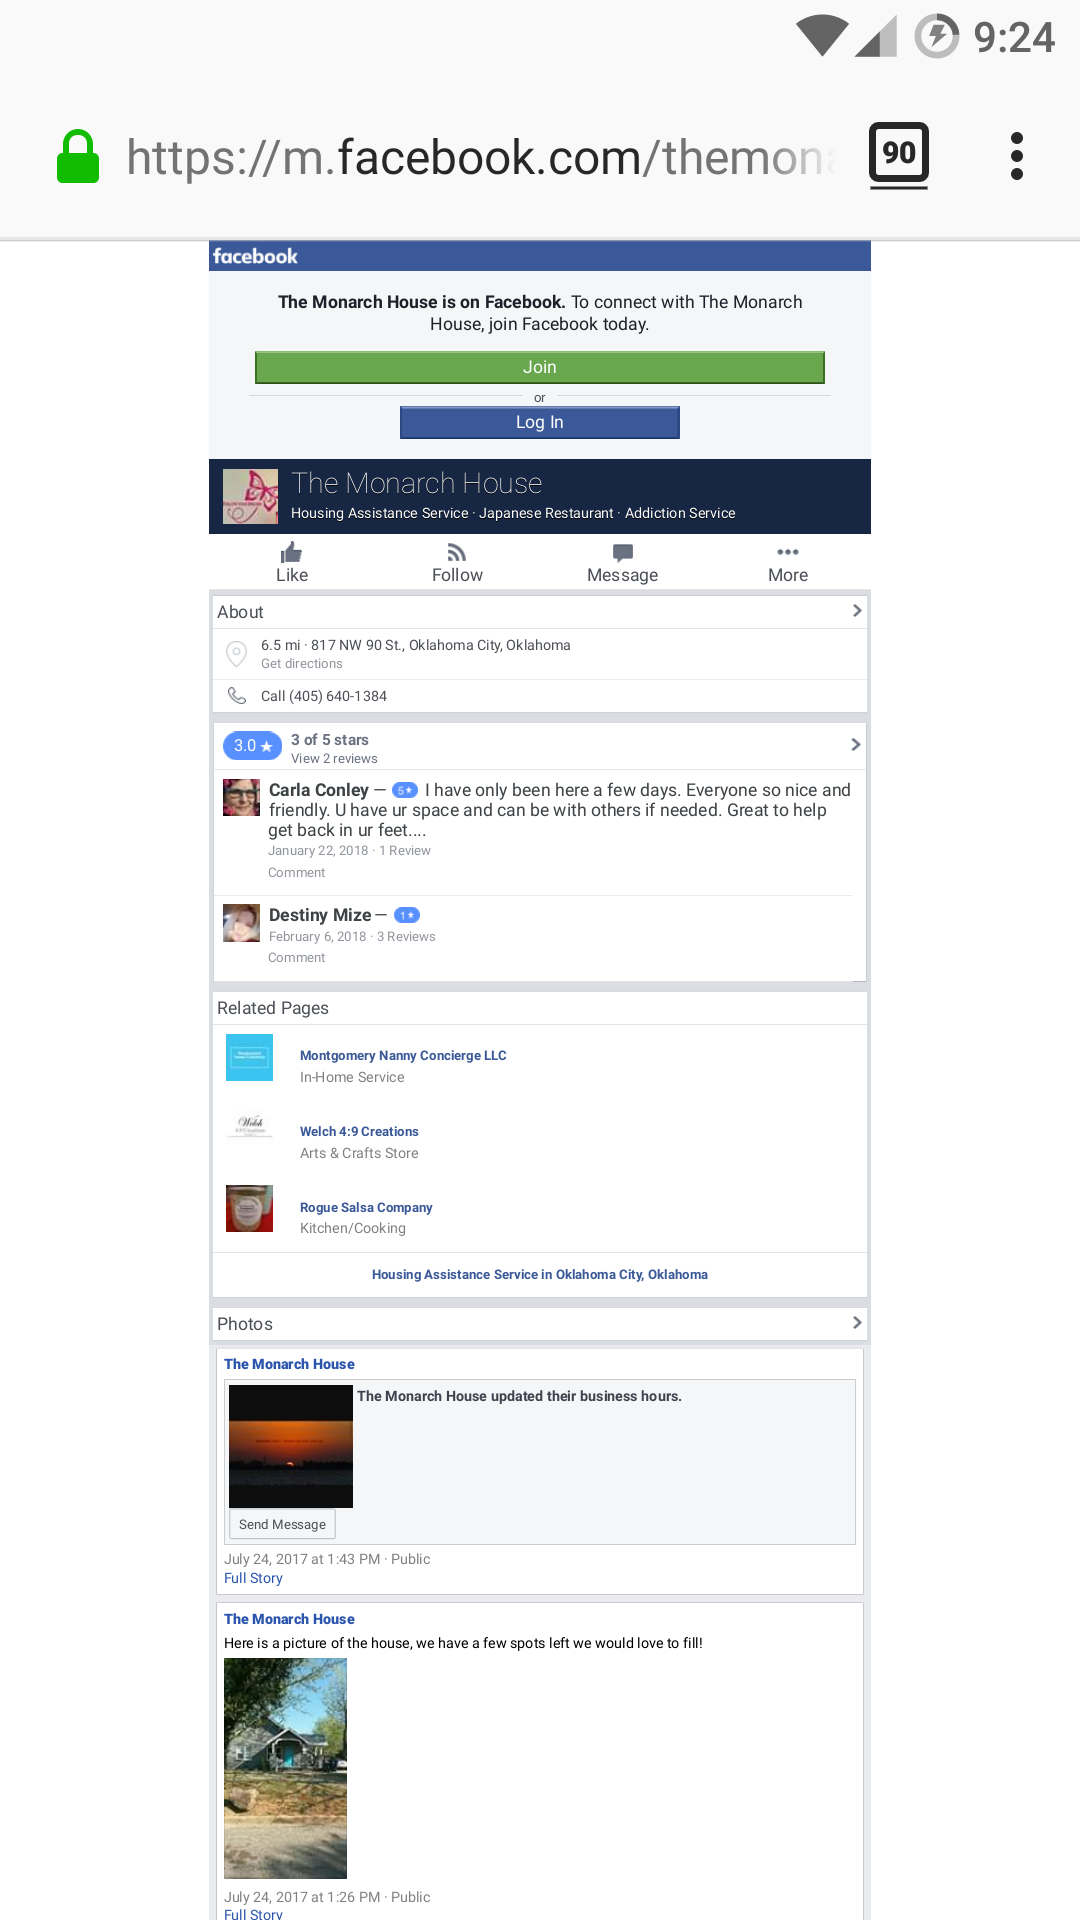 9:24
https://m.facebook.com/themona
90
facebook
The Monarch House is on Facebook. To connect with The Monarch
House, join Facebook today.
Join
or
Log In
The Monarch House
Housing Assistance Service · Japanese Restaurant · Addiction Service
Like Follow Message More
About
6.5 mi · 817 NW 90 St., Oklahoma City, Oklahoma
Get directions
Call (405) 640-1384
3.0 ★ 3 of 5 stars
View 2 reviews
Carla Conley — 5★ I have only been here a few days. Everyone so nice and
friendly. U have ur space and can be with others if needed. Great to help
get back in ur feet....
January 22, 2018 · 1 Review
Comment
Destiny Mize — 1★
February 6, 2018 · 3 Reviews
Comment
Related Pages
Montgomery Nanny Concierge LLC
In-Home Service
Welch
Welch 4:9 Creations
Arts & Crafts Store
Rogue Salsa Company
Kitchen/Cooking
Housing Assistance Service in Oklahoma City, Oklahoma
Photos
The Monarch House
The Monarch House updated their business hours.
Send Message
July 24, 2017 at 1:43 PM · Public
Full Story
The Monarch House
Here is a picture of the house, we have a few spots left we would love to fill!
July 24, 2017 at 1:26 PM · Public
Full Story